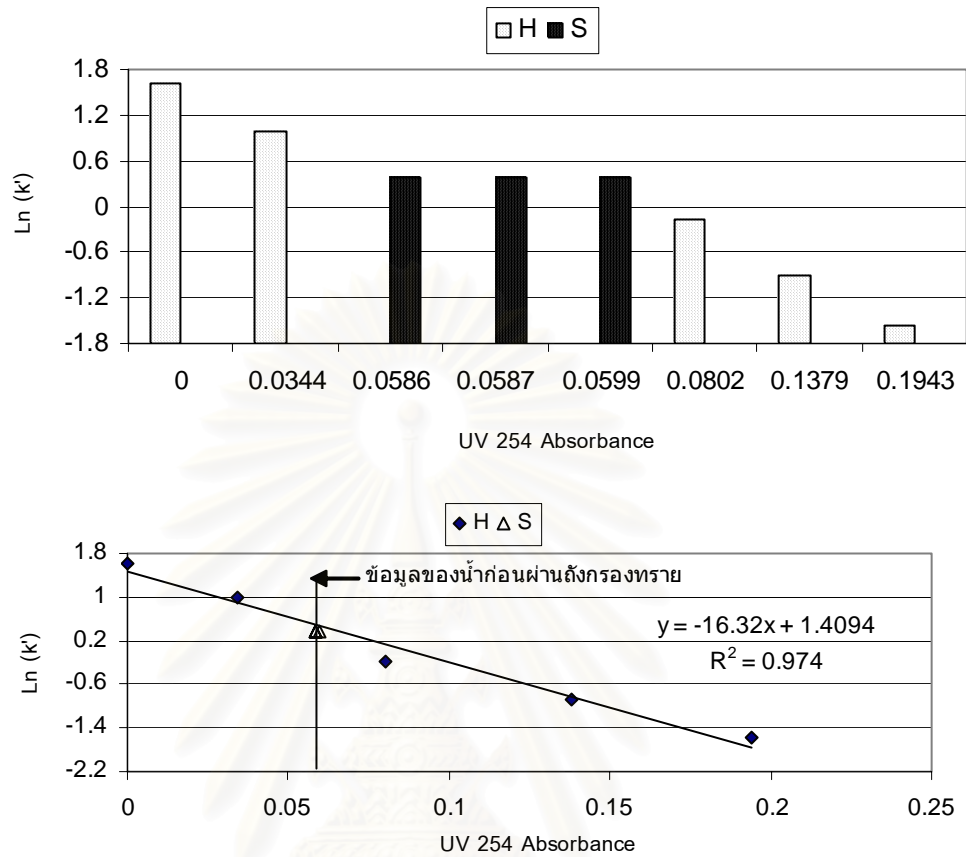 H S
1.8
1.2
0.6
0
-0.6
-1.2
-1.8
Ln (k')
0 0.0344 0.0586 0.0587 0.0599 0.0802 0.1379 0.1943
UV 254 Absorbance
H S
1.8
1
0.2
-0.6
-1.4
-2.2
Ln (k')
ข้อมูลของน้ำก่อนผ่านถังกรองทราย
y = -16.32x + 1.4094
R² = 0.974
0 0.05 0.1 0.15 0.2 0.25
UV 254 Absorbance